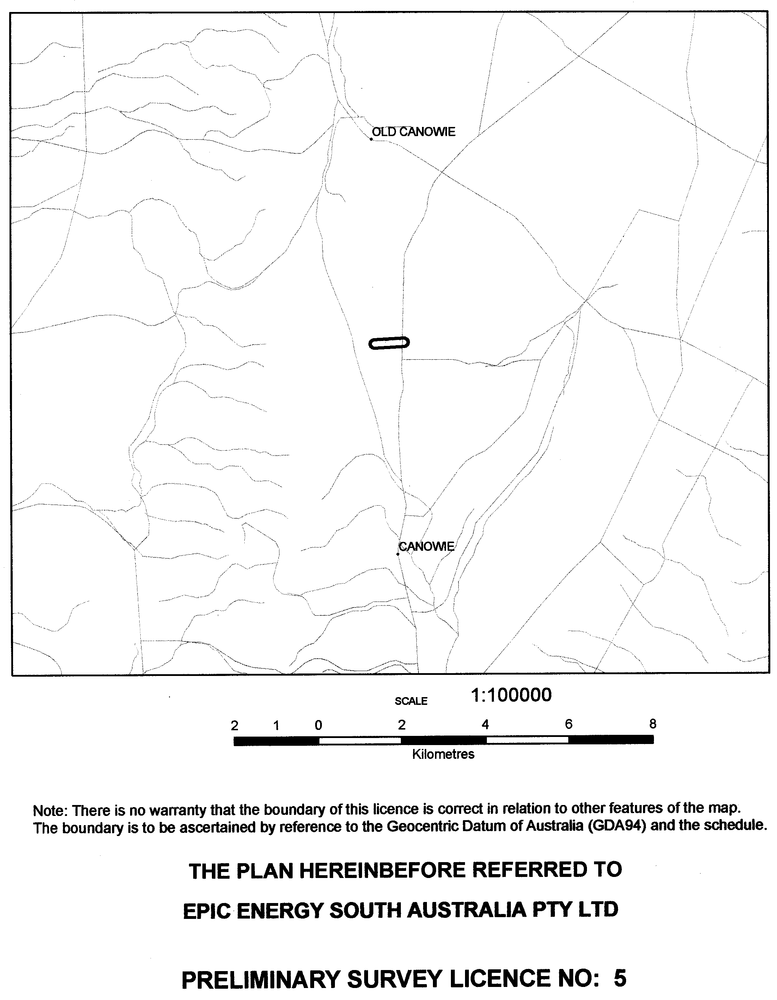 OLD CANOWIE
CANOWIE
SCALE 1:100000
2 1 0 2 4 6 8
Kilometres
Note: There is no warranty that the boundary of this licence is correct in relation to other features of the map.
The boundary is to be ascertained by reference to the Geocentric Datum of Australia (GDA94) and the schedule.
THE PLAN HEREINBEFORE REFERRED TO
EPIC ENERGY SOUTH AUSTRALIA PTY LTD
PRELIMINARY SURVEY LICENCE NO: 5